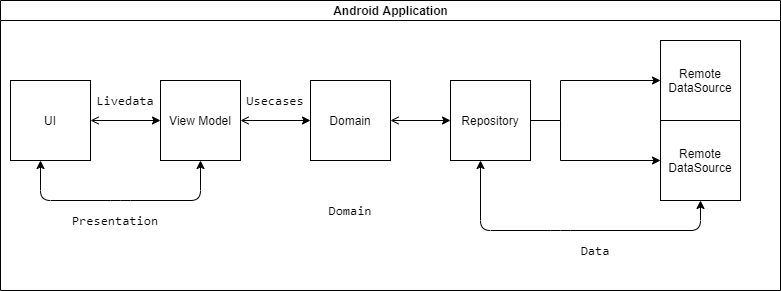 Android Application
Livedata
Usecases
UI
View Model
Domain
Repository
Remote
DataSource
Remote
DataSource
Presentation
Domain
Data